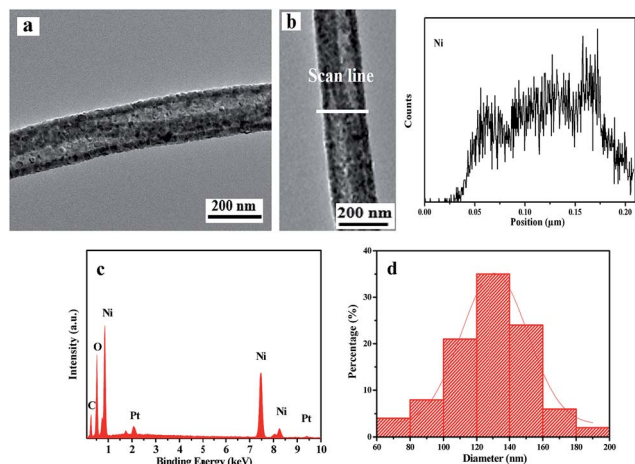 a
200 nm
b
Scan line
200 nm
Ni
Counts
0.00 0.05 0.10 0.15 0.20
Position (µm)
c
Intensity (a.u.)
C
O
Ni
Pt
Ni
Ni
Pt
1 2 3 4 5 6 7 8 9 10
Binding Energy (keV)
d
Percentage (%)
40
30
20
10
0
60 80 100 120 140 160 180 200
Diameter (nm)